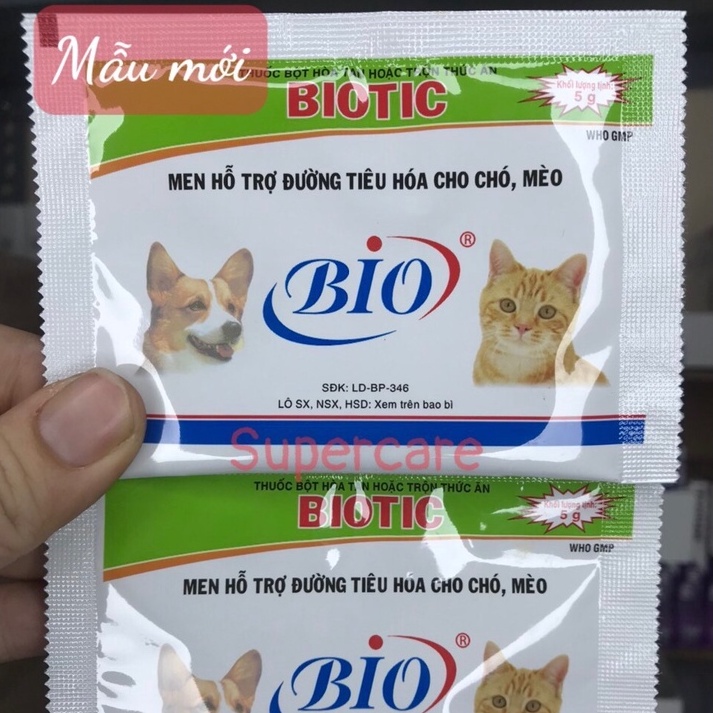 Mẫu mới
THUỐC BỘT HÒA TAN HOẶC TRỘN THỨC ĂN
BIOTIC
Khối lượng tịnh:
5 g
WHO GMP
MEN HỖ TRỢ ĐƯỜNG TIÊU HÓA CHO CHÓ, MÈO
BIO®
SĐK: LD-BP-346
LÔ SX, NSX, HSD: Xem trên bao bì
Supercare
THUỐC BỘT HÒA TAN HOẶC TRỘN THỨC ĂN
BIOTIC
Khối lượng tịnh:
5 g
WHO GMP
MEN HỖ TRỢ ĐƯỜNG TIÊU HÓA CHO CHÓ, MÈO
BIO®